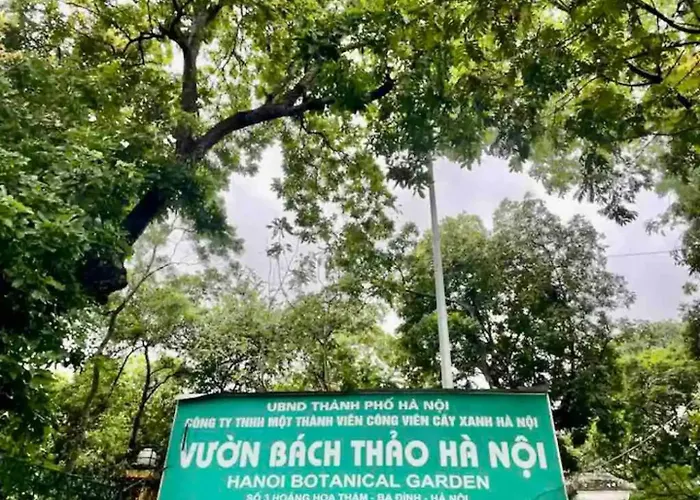 UBND THÀNH PHỐ HÀ NỘI
CÔNG TY TNHH MỘT THÀNH VIÊN CÔNG VIÊN CÂY XANH HÀ NỘI
VƯỜN BÁCH THẢO HÀ NỘI
HANOI BOTANICAL GARDEN
SỐ 3 HOÀNG HOA THÁM - BA ĐÌNH - HÀ NỘI